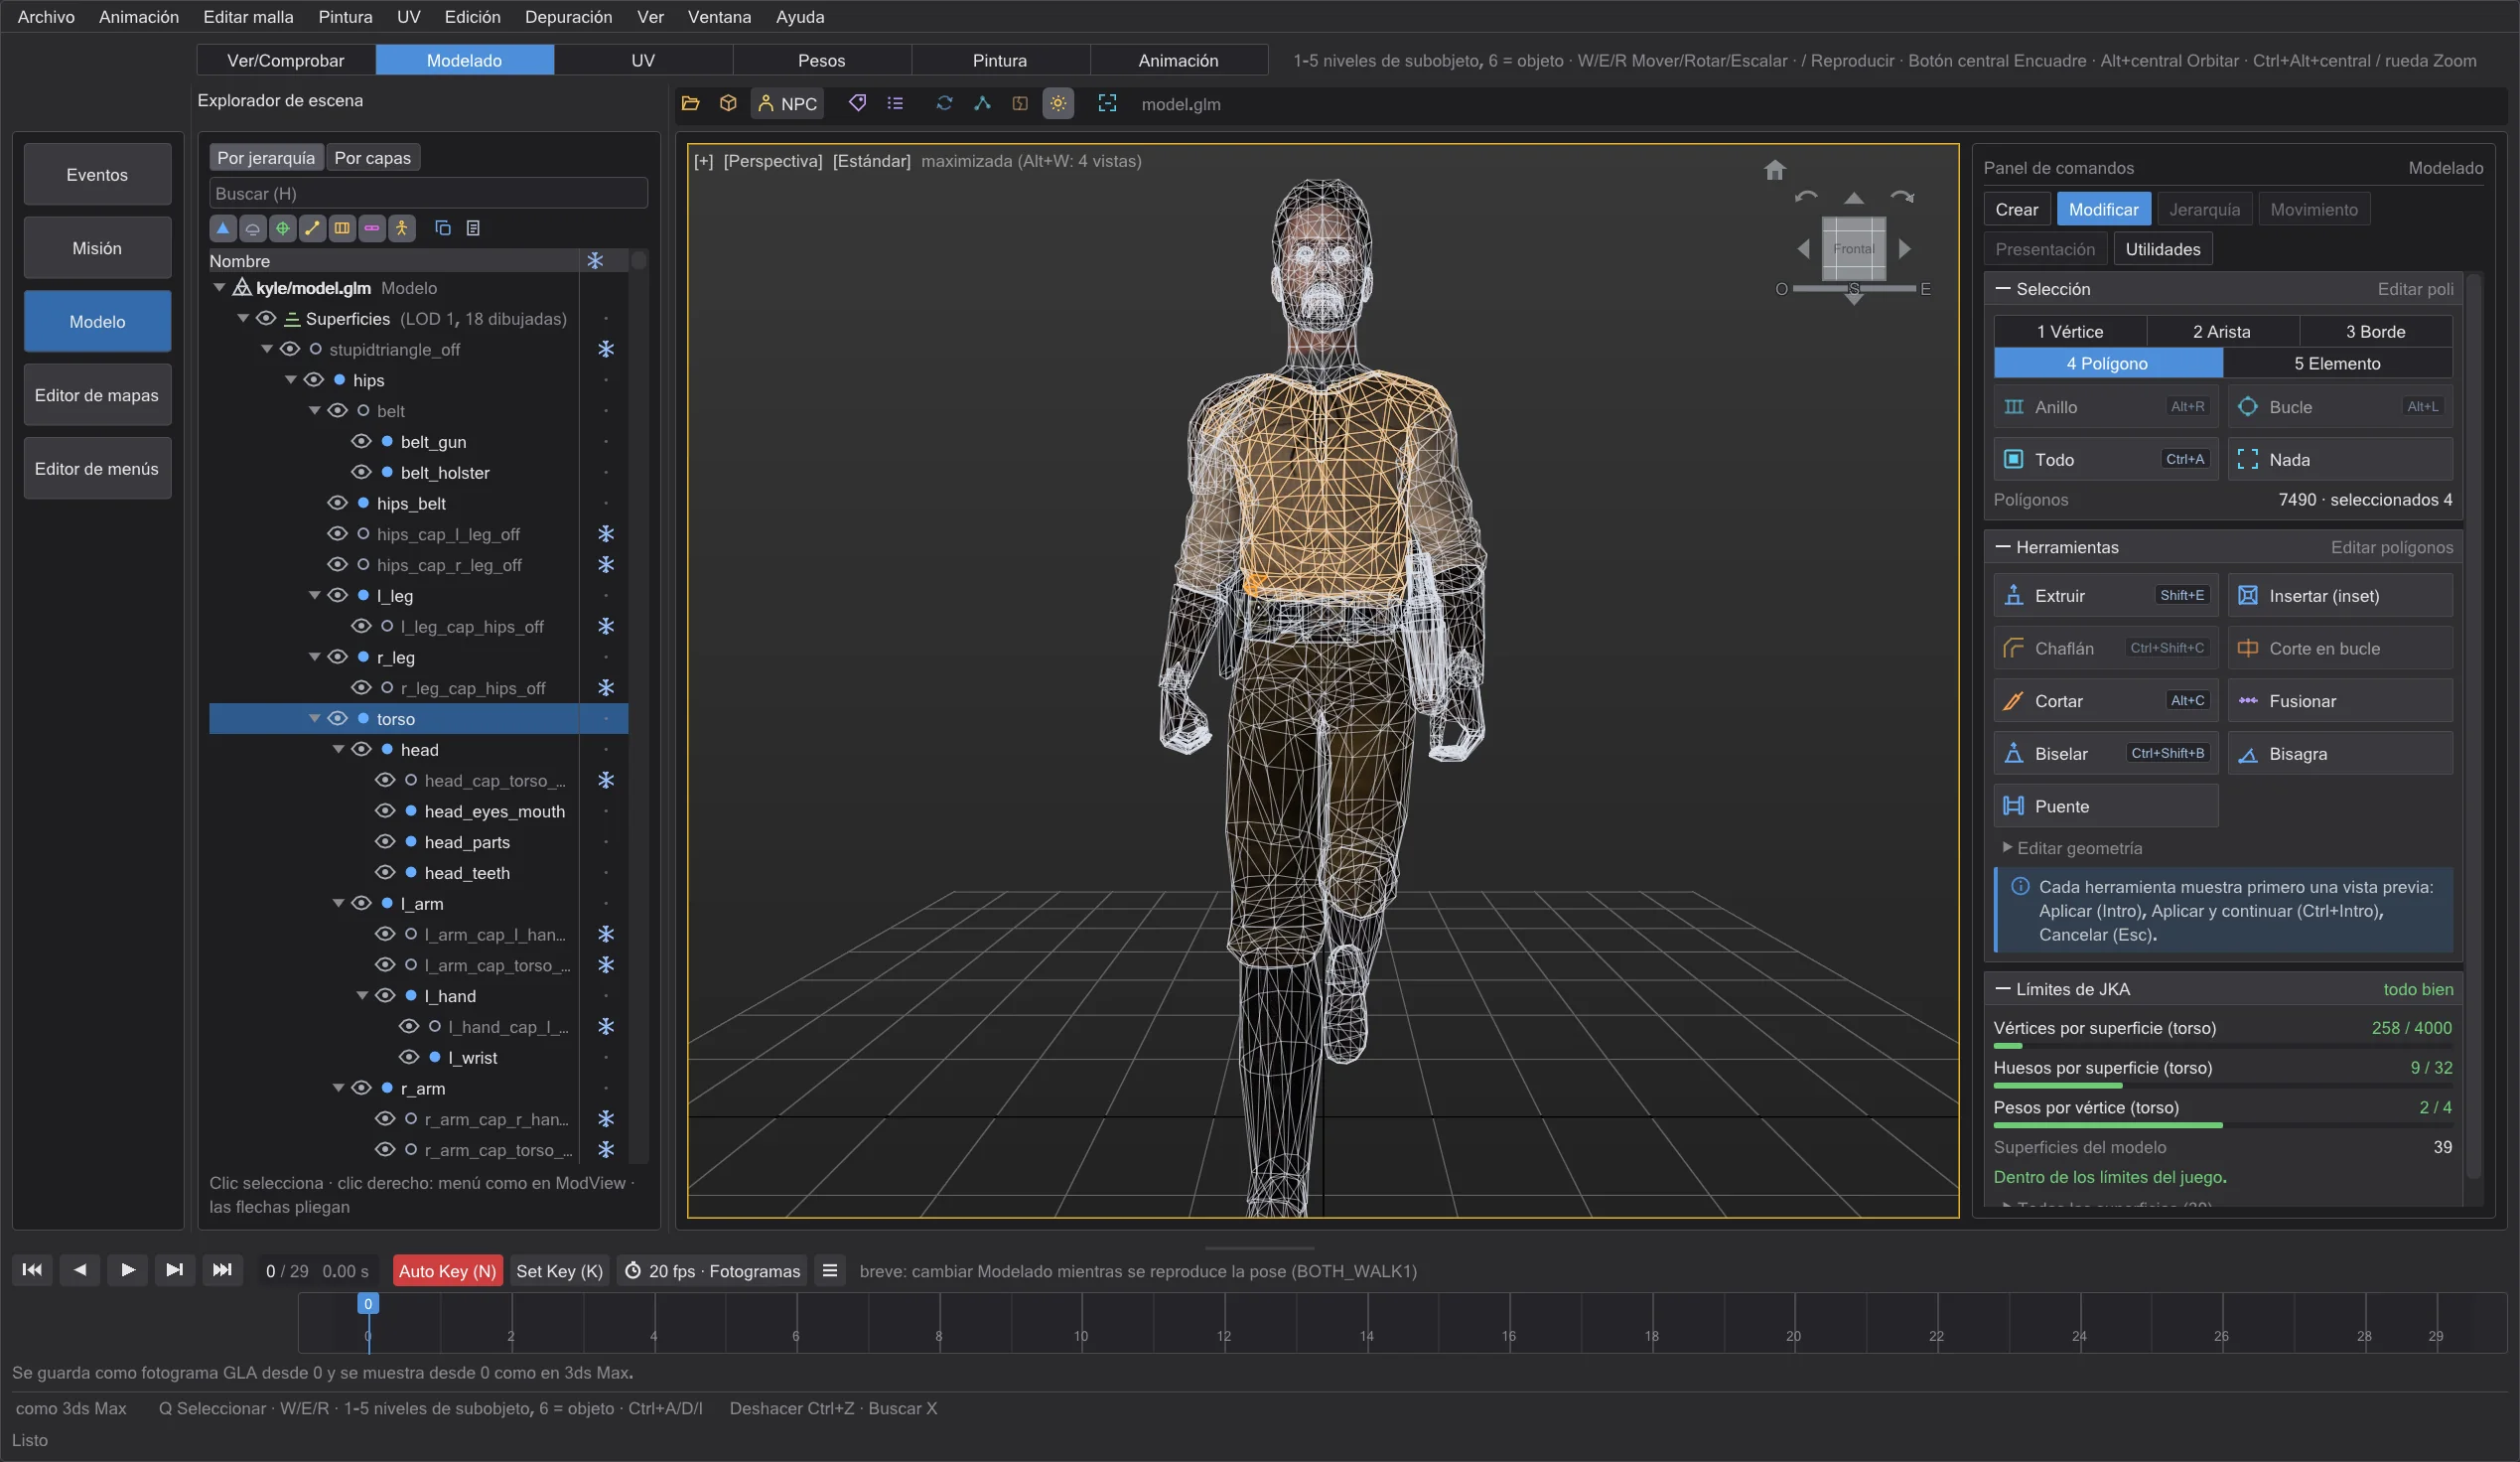 Archivo Animación Editar malla Pintura UV Edición Depuración Ver Ventana Ayuda
Ver/Comprobar Modelado UV Pesos Pintura Animación
1-5 niveles de subobjeto, 6 = objeto · W/E/R Mover/Rotar/Escalar · / Reproducir · Botón central Encuadre · Alt+central Orbitar · Ctrl+Alt+central / rueda Zoom
Eventos
Misión
Modelo
Editor de mapas
Editor de menús
Explorador de escena
Por jerarquía Por capas
Buscar (H)
Nombre
kyle/model.glm Modelo
Superficies (LOD 1, 18 dibujadas)
stupidtriangle_off
hips
belt
belt_gun
belt_holster
hips_belt
hips_cap_l_leg_off
hips_cap_r_leg_off
l_leg
l_leg_cap_hips_off
r_leg
r_leg_cap_hips_off
torso
head
head_cap_torso_...
head_eyes_mouth
head_parts
head_teeth
l_arm
l_arm_cap_l_han...
l_arm_cap_torso_...
l_hand
l_hand_cap_l_...
l_wrist
r_arm
r_arm_cap_r_han...
r_arm_cap_torso_...
Clic selecciona · clic derecho: menú como en ModView ·
las flechas pliegan
NPC model.glm
[+] [Perspectiva] [Estándar] maximizada (Alt+W: 4 vistas)
Frontal
O S E
Panel de comandos Modelado
Crear Modificar Jerarquía Movimiento
Presentación Utilidades
Selección Editar poli
1 Vértice 2 Arista 3 Borde
4 Polígono 5 Elemento
Anillo Alt+R Bucle Alt+L
Todo Ctrl+A Nada
Polígonos 7490 · seleccionados 4
Herramientas Editar polígonos
Extruir Shift+E Insertar (inset)
Chaflán Ctrl+Shift+C Corte en bucle
Cortar Alt+C Fusionar
Biselar Ctrl+Shift+B Bisagra
Puente
Editar geometría
Cada herramienta muestra primero una vista previa:
Aplicar (Intro), Aplicar y continuar (Ctrl+Intro),
Cancelar (Esc).
Límites de JKA todo bien
Vértices por superficie (torso) 258 / 4000
Huesos por superficie (torso) 9 / 32
Pesos por vértice (torso) 2 / 4
Superficies del modelo 39
Dentro de los límites del juego.
0 / 29 0.00 s Auto Key (N) Set Key (K) 20 fps · Fotogramas breve: cambiar Modelado mientras se reproduce la pose (BOTH_WALK1)
0
0 2 4 6 8 10 12 14 16 18 20 22 24 26 28 29
Se guarda como fotograma GLA desde 0 y se muestra desde 0 como en 3ds Max.
como 3ds Max Q Seleccionar · W/E/R · 1-5 niveles de subobjeto, 6 = objeto · Ctrl+A/D/I Deshacer Ctrl+Z · Buscar X
Listo